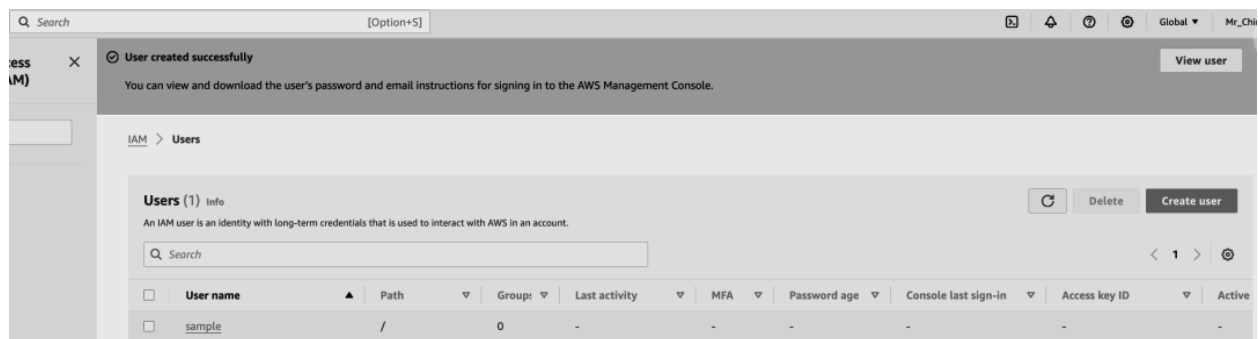 Search [Option+S] Global Mr_Chi
cess
AM)
User created successfully View user
You can view and download the user's password and email instructions for signing in to the AWS Management Console.
IAM > Users
Users (1) Info Delete Create user
An IAM user is an identity with long-term credentials that is used to interact with AWS in an account.
Search 1
User name Path Group: Last activity MFA Password age Console last sign-in Access key ID Active
sample / 0 - - - - - -